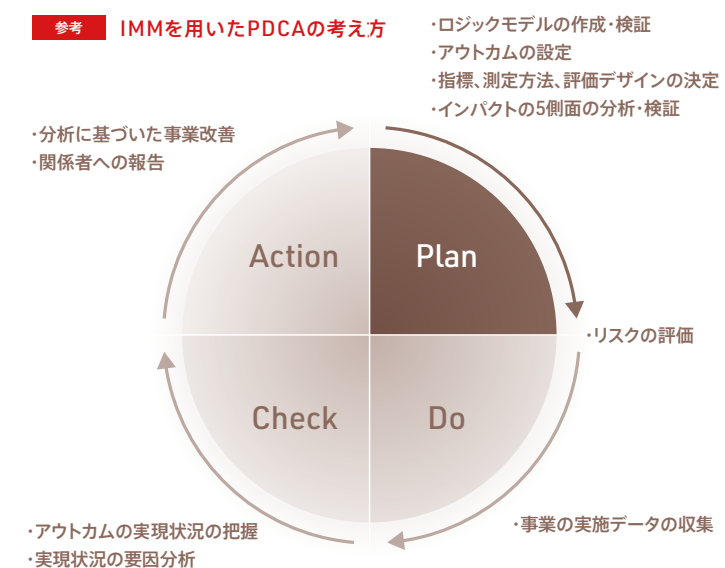 参考 IMMを用いたPDCAの考え方
・ロジックモデルの作成・検証
・アウトカムの設定
・指標、測定方法、評価デザインの決定
・インパクトの5側面の分析・検証
・分析に基づいた事業改善
・関係者への報告
Action
Plan
・リスクの評価
Check
Do
・事業の実施データの収集
・アウトカムの実現状況の把握
・実現状況の要因分析